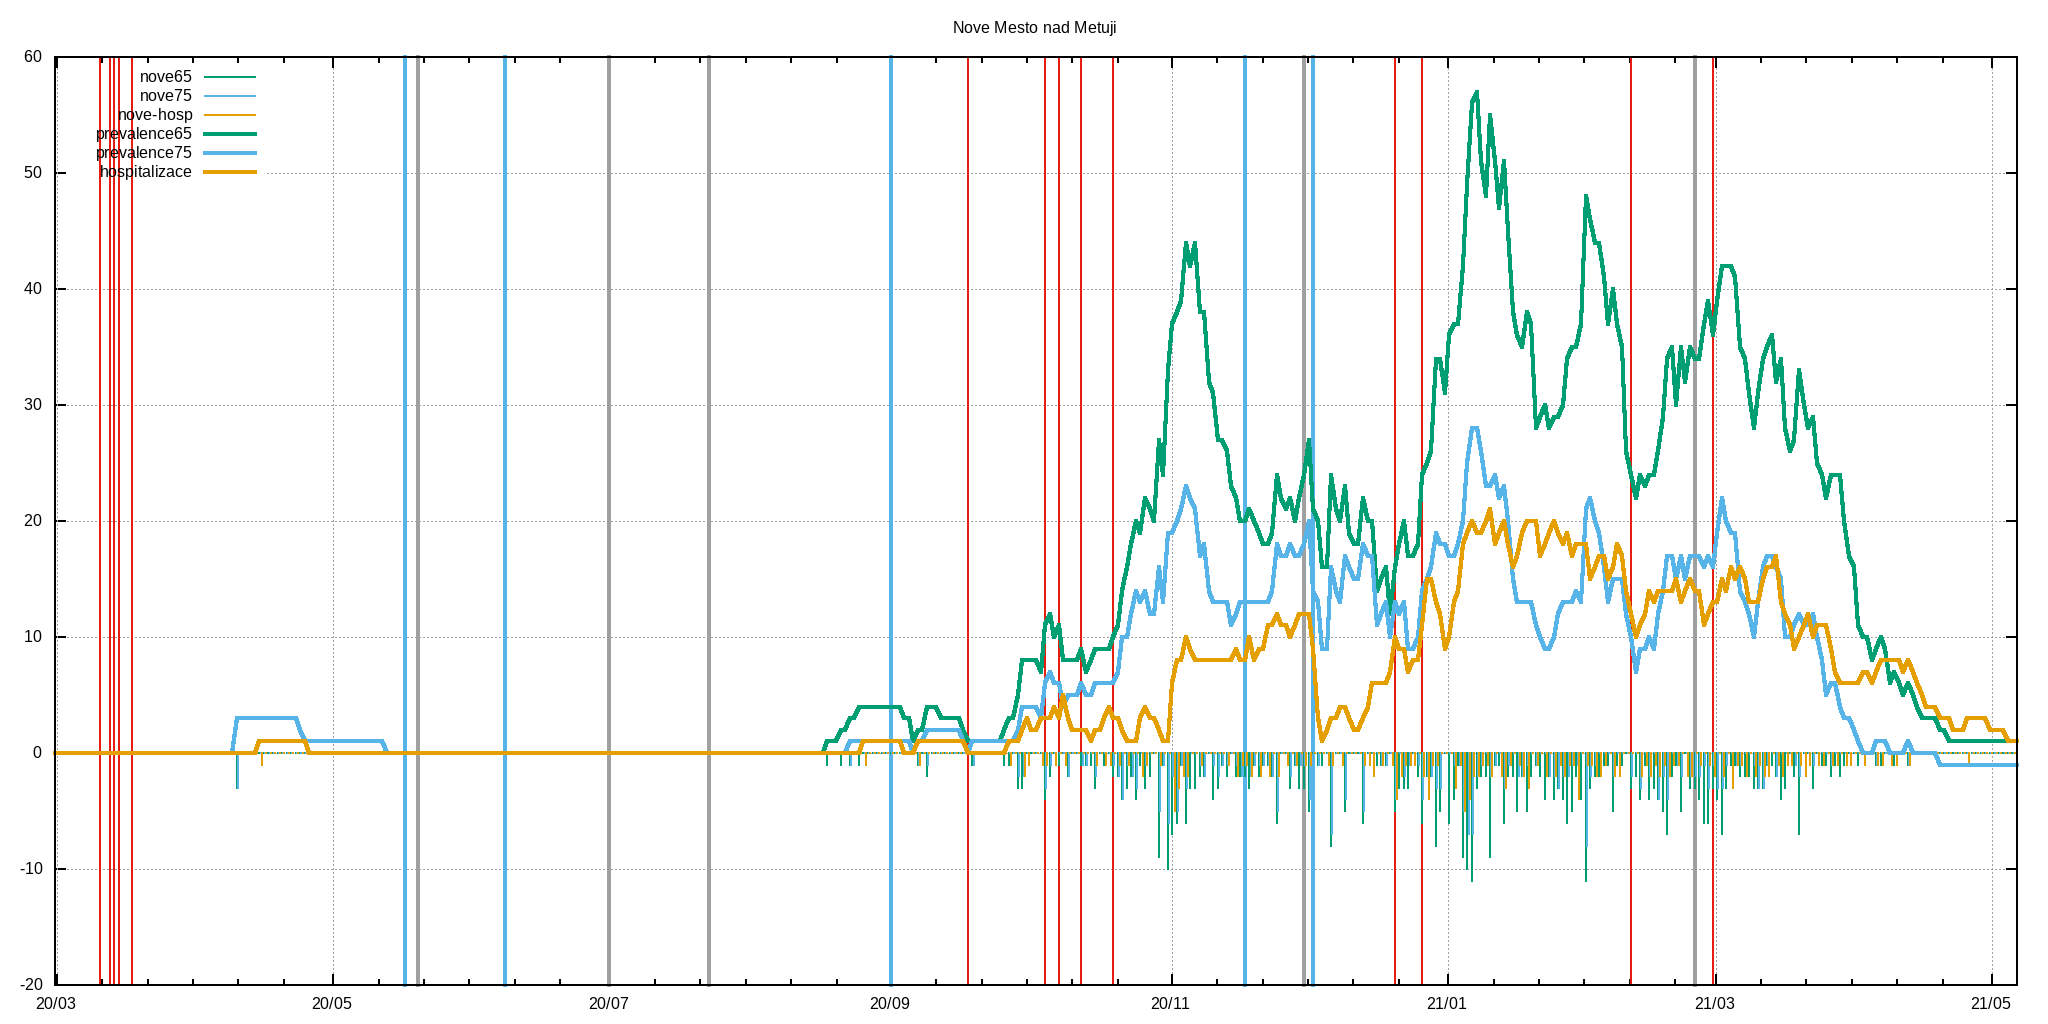 Nove Mesto nad Metuji
60
50
40
30
20
10
0
-10
-20
nove65
nove75
nove-hosp
prevalence65
prevalence75
hospitalizace
20/03 20/05 20/07 20/09 20/11 21/01 21/03 21/05